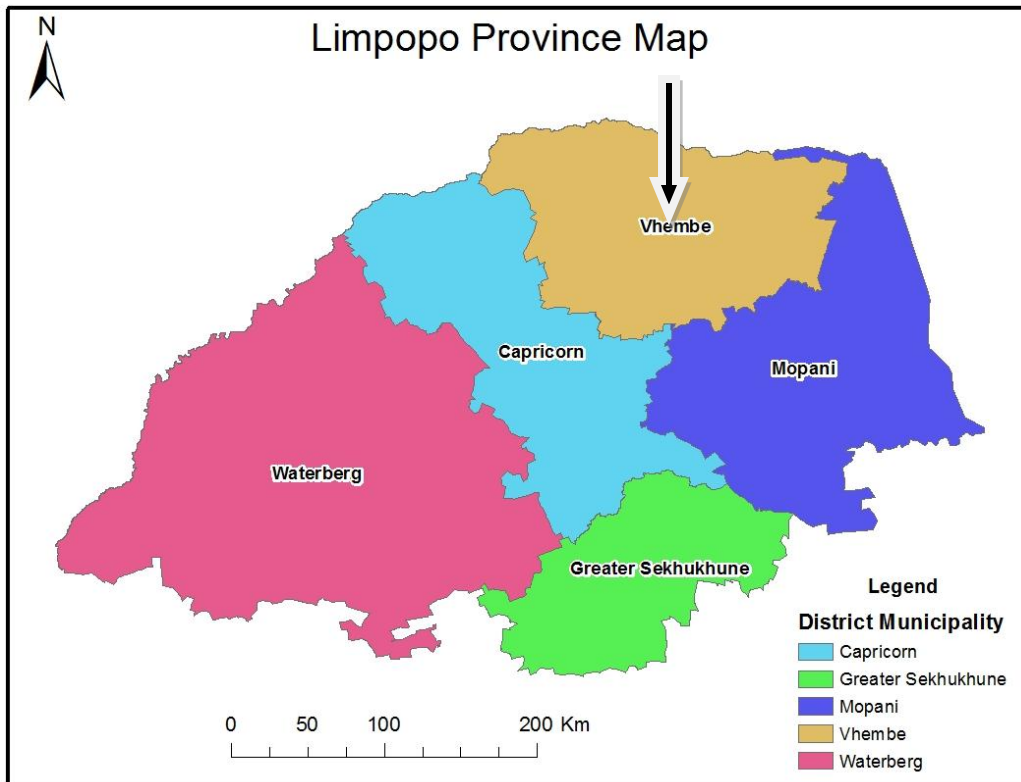 N
Limpopo Province Map
Vhembe
Capricorn
Mopani
Waterberg
Greater Sekhukhune
Legend
District Municipality
Capricorn
Greater Sekhukhune
Mopani
Vhembe
Waterberg
0 50 100 200 Km